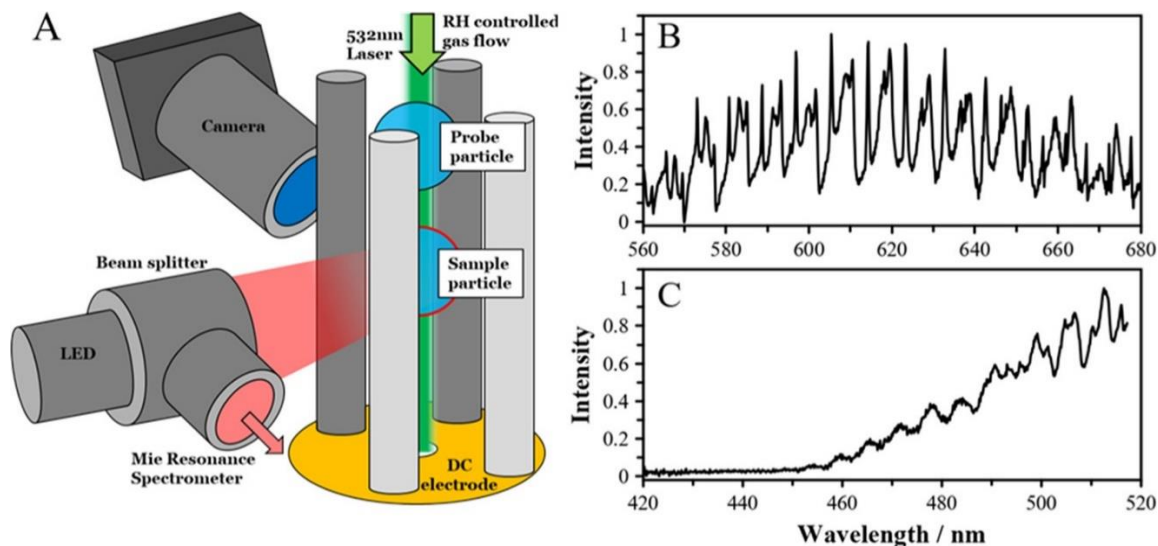 A
532nm
Laser
RH controlled
gas flow
Camera
Probe
particle
Beam splitter
Sample
particle
LED
Mie Resonance
Spectrometer
DC
electrode
B
Intensity
1
0.8
0.6
0.4
0.2
0
560 580 600 620 640 660 680
C
Intensity
1
0.8
0.6
0.4
0.2
0
420 440 460 480 500 520
Wavelength / nm